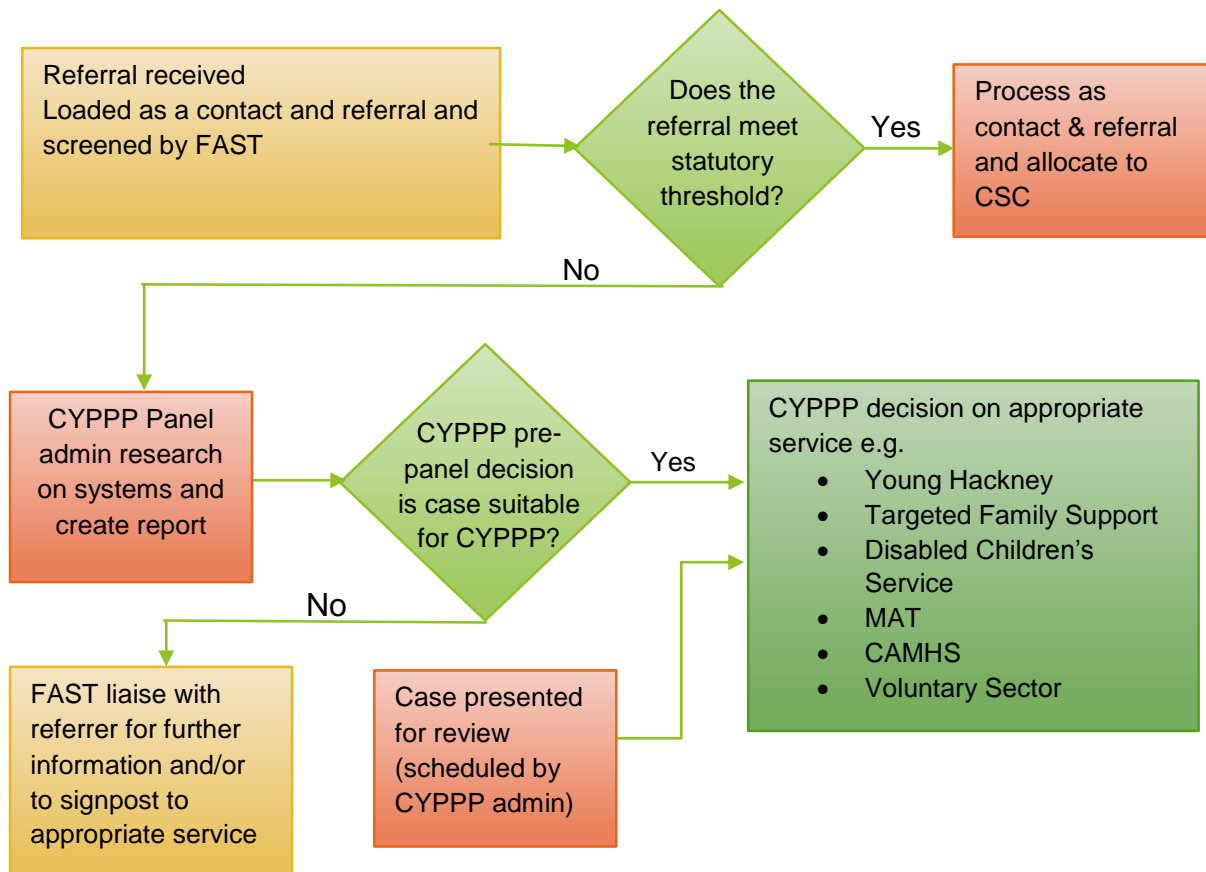 Referral received
Loaded as a contact and referral and
screened by FAST
Does the
referral meet
statutory
threshold?
Yes
Process as
contact & referral
and allocate to
CSC
No
CYPPP Panel
admin research
on systems and
create report
CYPPP pre-
panel decision
is case suitable
for CYPPP?
Yes
CYPPP decision on appropriate
service e.g.
• Young Hackney
• Targeted Family Support
• Disabled Children’s
Service
• MAT
• CAMHS
• Voluntary Sector
No
FAST liaise with
referrer for further
information and/or
to signpost to
appropriate service
Case presented
for review
(scheduled by
CYPPP admin)